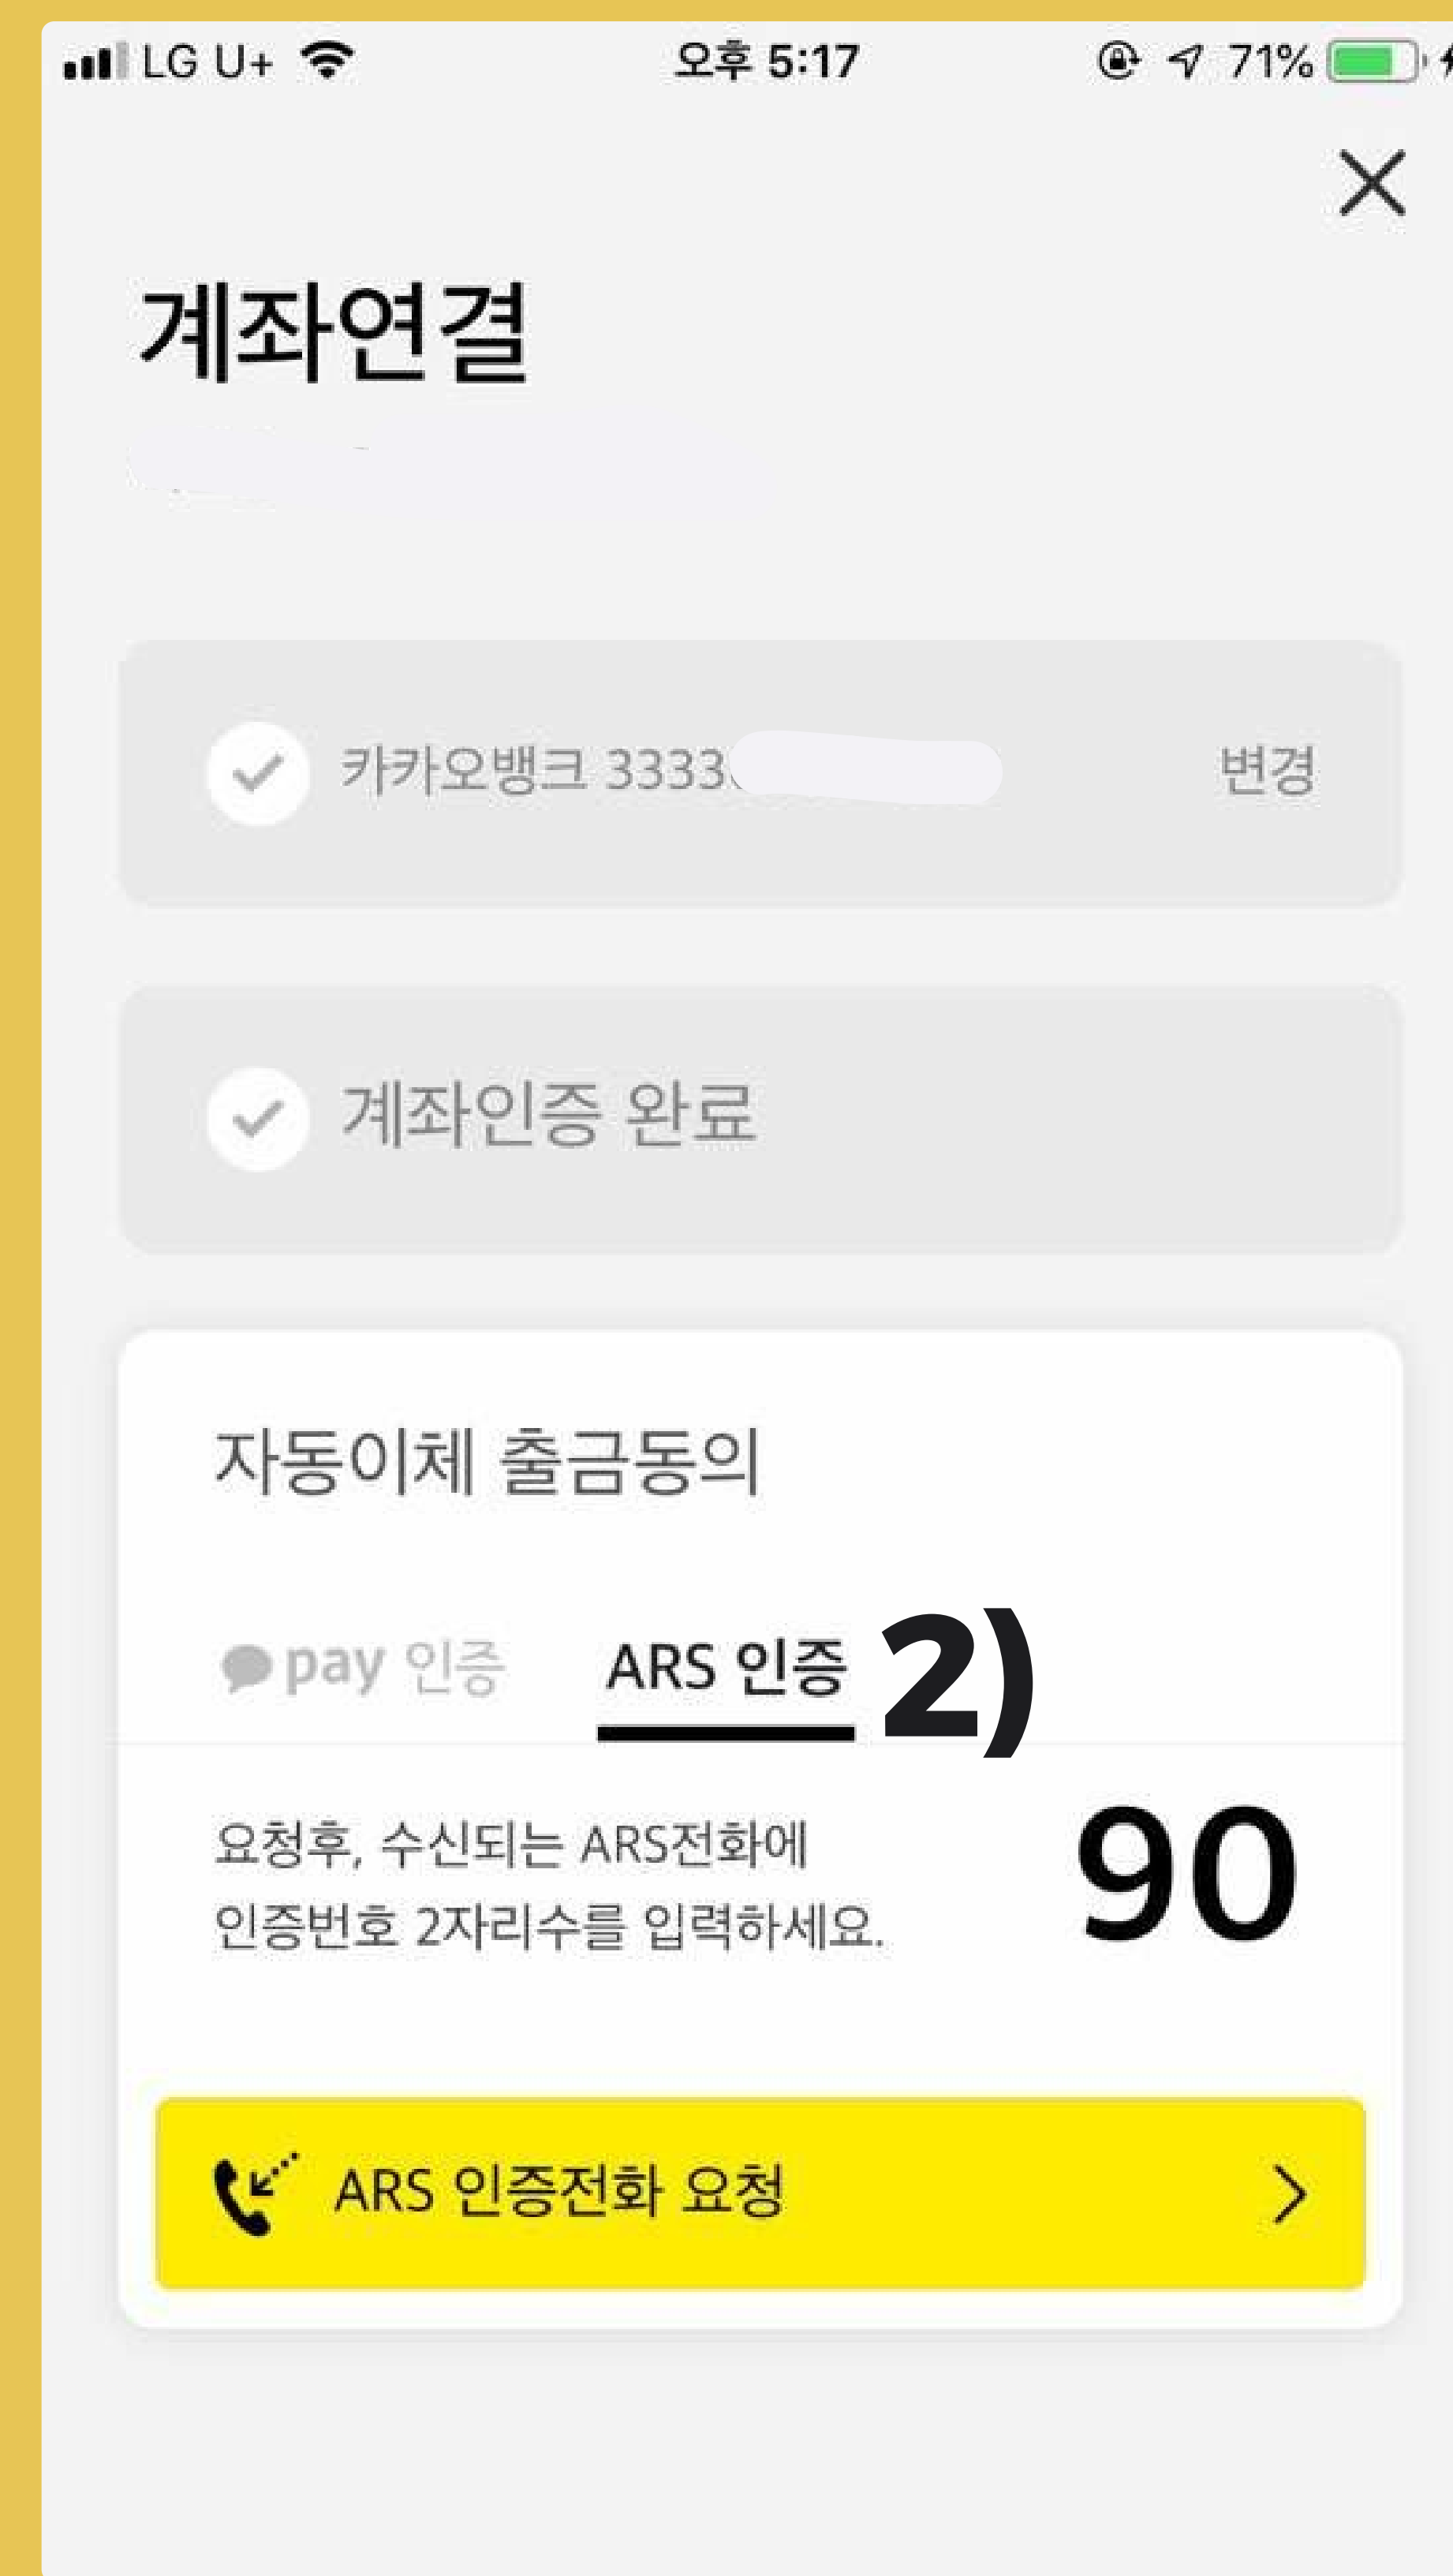 LG U+ 오후 5:17 71%
계좌연결
카카오뱅크 3333 변경
계좌인증 완료
자동이체 출금동의
pay 인증 ARS 인증 2)
요청후, 수신되는 ARS전화에
인증번호 2자리수를 입력하세요.
90
ARS 인증전화 요청